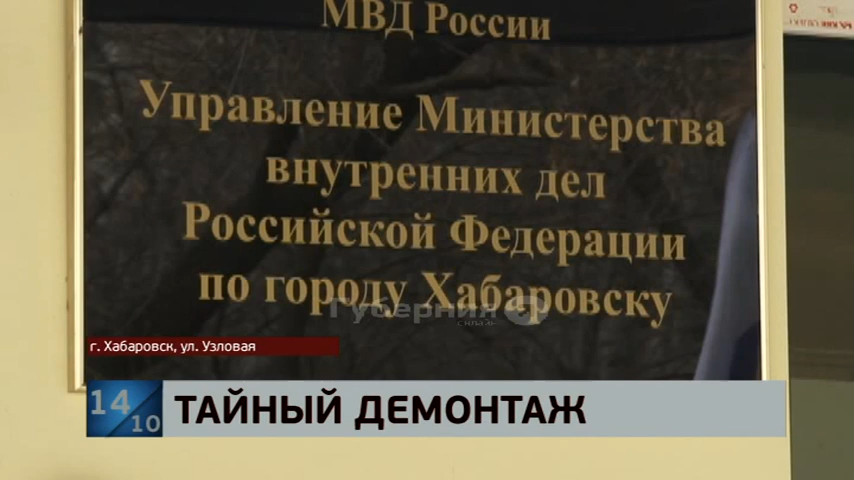 МВД России
Управление Министерства
внутренних дел
Российской Федерации
по городу Хабаровску
Губерния
г. Хабаровск, ул. Узловая
14 10
ТАЙНЫЙ ДЕМОНТАЖ